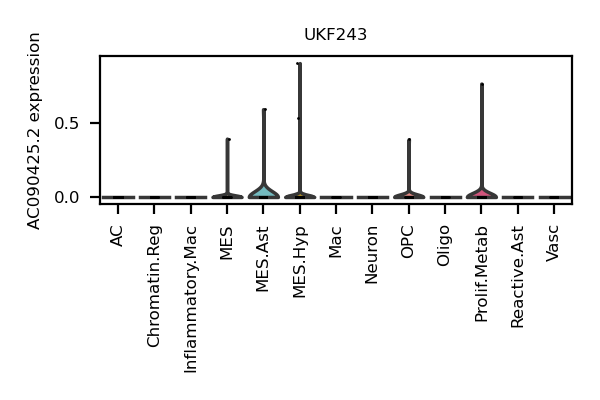 UKF243
AC090425.2 expression
0.5
0.0
AC
Chromatin.Reg
Inflammatory.Mac
MES
MES.Ast
MES.Hyp
Mac
Neuron
OPC
Oligo
Prolif.Metab
Reactive.Ast
Vasc